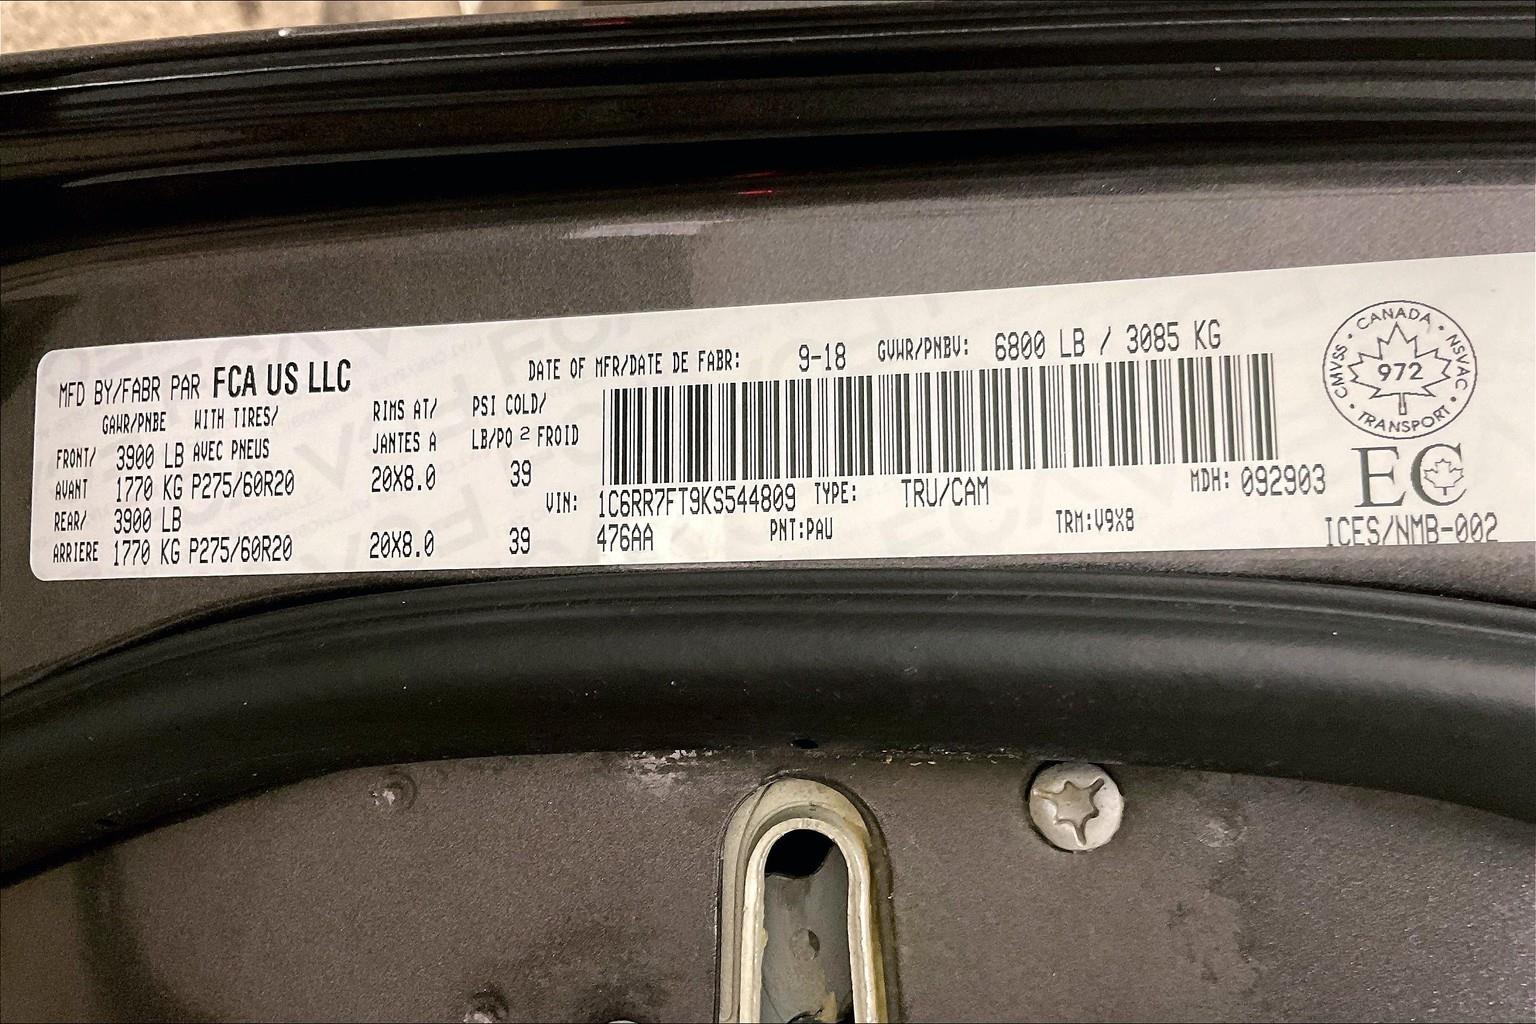 MFD BY/FABR PAR FCA US LLC
DATE OF MFR/DATE DE FABR: 9-18 GVWR/PNBV: 6800 LB / 3085 KG
GAWR/PNBE WITH TIRES/ RIMS AT/ PSI COLD/
FRONT/ 3900 LB AVEC PNEUS JANTES A LB/PO² FROID
AVANT 1770 KG P275/60R20 20X8.0 39
REAR/ 3900 LB
ARRIERE 1770 KG P275/60R20 20X8.0 39
VIN: 1C6RR7FT9KS544809 TYPE: TRU/CAM MDH: 092903
476AA PNT:PAU TRM:V9X8
CANADA · NSVAC · TRANSPORT · CMVSS ·
972
EC
ICES/NMB-002